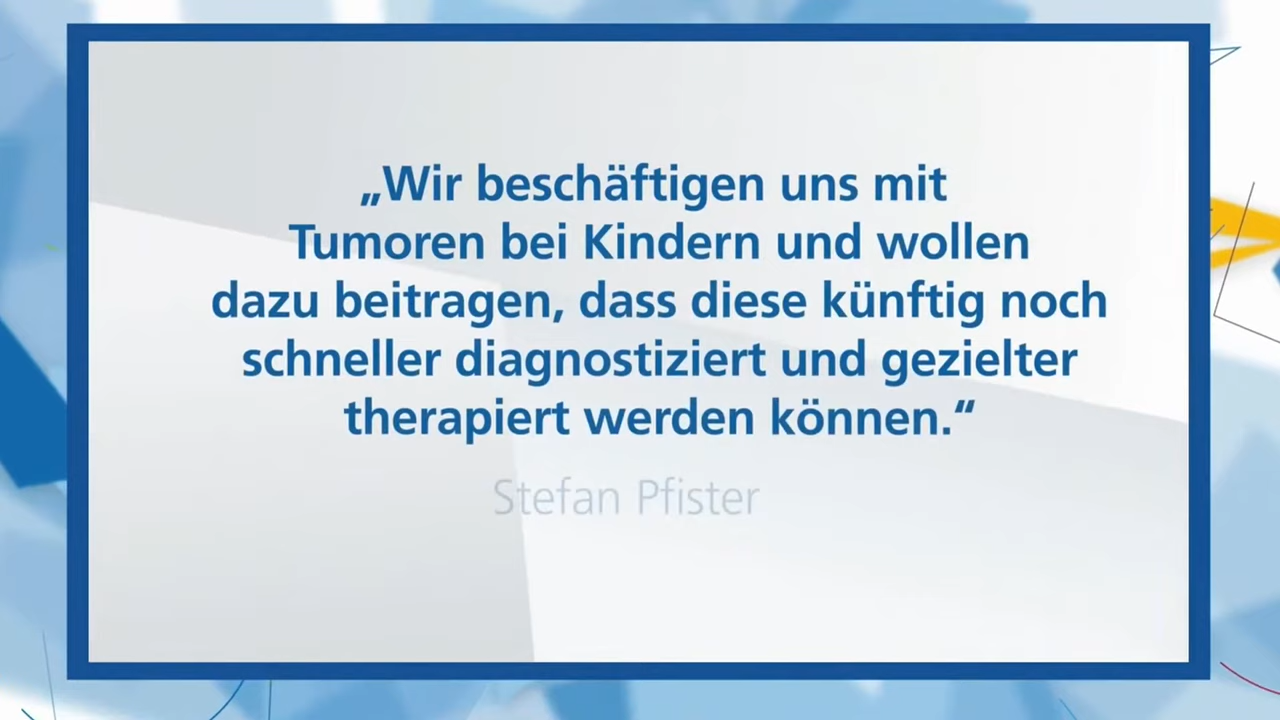 „Wir beschäftigen uns mit
Tumoren bei Kindern und wollen
dazu beitragen, dass diese künftig noch
schneller diagnostiziert und gezielter
therapiert werden können.“
Stefan Pfister